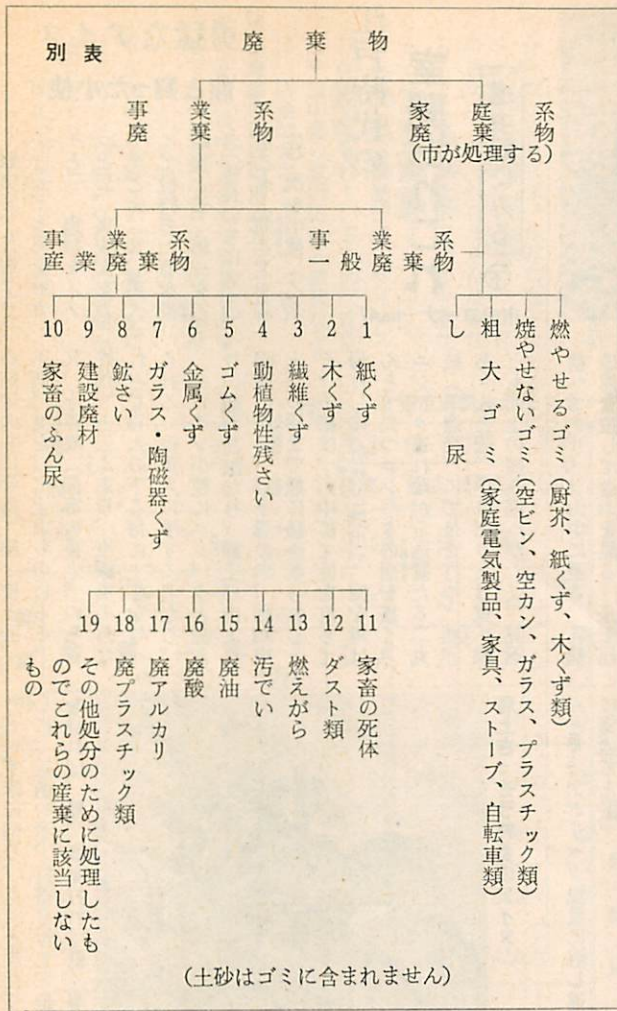 別表
廃棄物
家庭系廃棄物
(市が処理する)
事業系廃棄物
燃やせるゴミ(厨芥、紙くず、木くず類)
焼やせないゴミ(空ビン、空カン、ガラス、プラスチック類)
粗大ゴミ(家庭電気製品、家具、ストーブ、自転車類)
し尿
事業系一般廃棄物
事業系産業廃棄物
1 紙くず
2 木くず
3 繊維くず
4 動植物性残さい
5 ゴムくず
6 金属くず
7 ガラス・陶磁器くず
8 鉱さい
9 建設廃材
10 家畜のふん尿
11 家畜の死体
12 ダスト類
13 燃えがら
14 汚でい
15 廃油
16 廃酸
17 廃アルカリ
18 廃プラスチック類
19 その他処分のために処理したも
のでこれらの産棄に該当しない
もの
(土砂はゴミに含まれません)